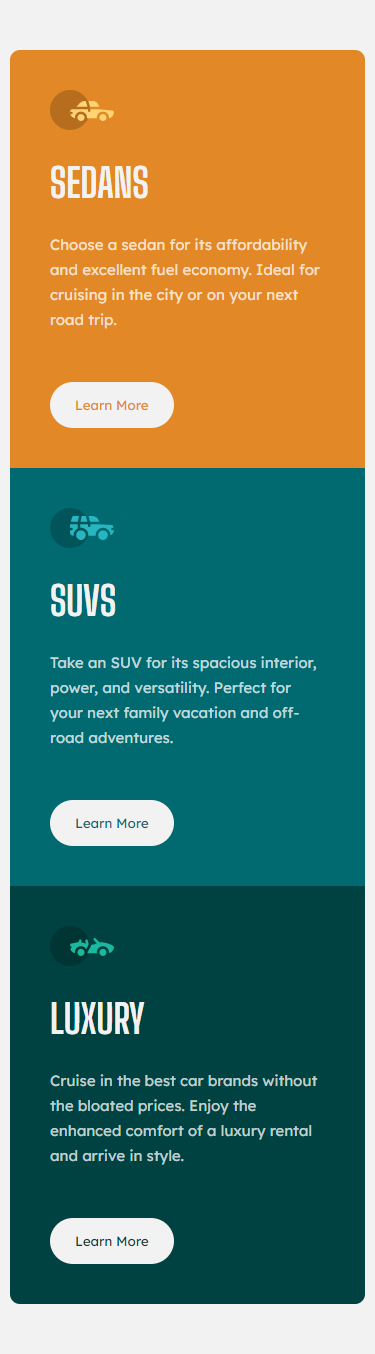 SEDANS
Choose a sedan for its affordability
and excellent fuel economy. Ideal for
cruising in the city or on your next
road trip.
Learn More
SUVS
Take an SUV for its spacious interior,
power, and versatility. Perfect for
your next family vacation and off-
road adventures.
Learn More
LUXURY
Cruise in the best car brands without
the bloated prices. Enjoy the
enhanced comfort of a luxury rental
and arrive in style.
Learn More